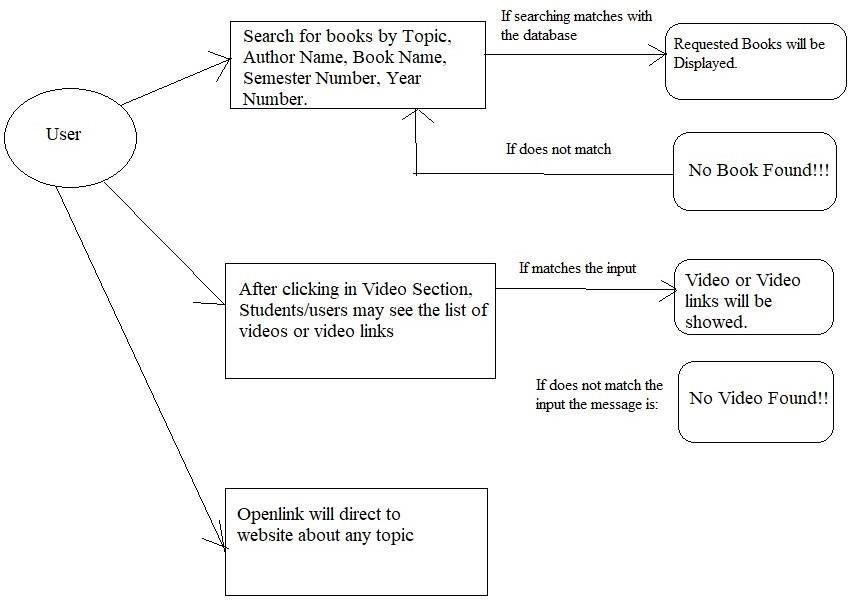 User
Search for books by Topic,
Author Name, Book Name,
Semester Number, Year
Number.
If searching matches with
the database
Requested Books will be
Displayed.
If does not match
No Book Found!!!
After clicking in Video Section,
Students/users may see the list of
videos or video links
If matches the input
Video or Video
links will be
showed.
If does not match the
input the message is:
No Video Found!!
Openlink will direct to
website about any topic